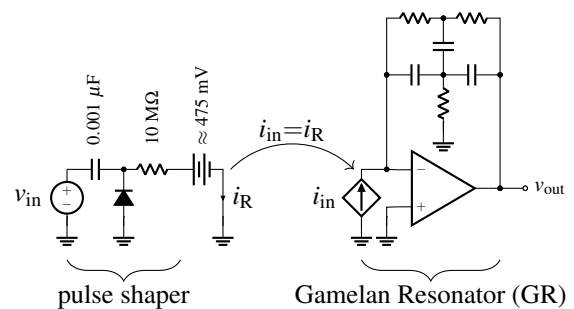 0.001 µF
10 MΩ
≈ 475 mV
v_in
+
−
i_R
i_in=i_R
i_in
−
+
v_out
pulse shaper
Gamelan Resonator (GR)